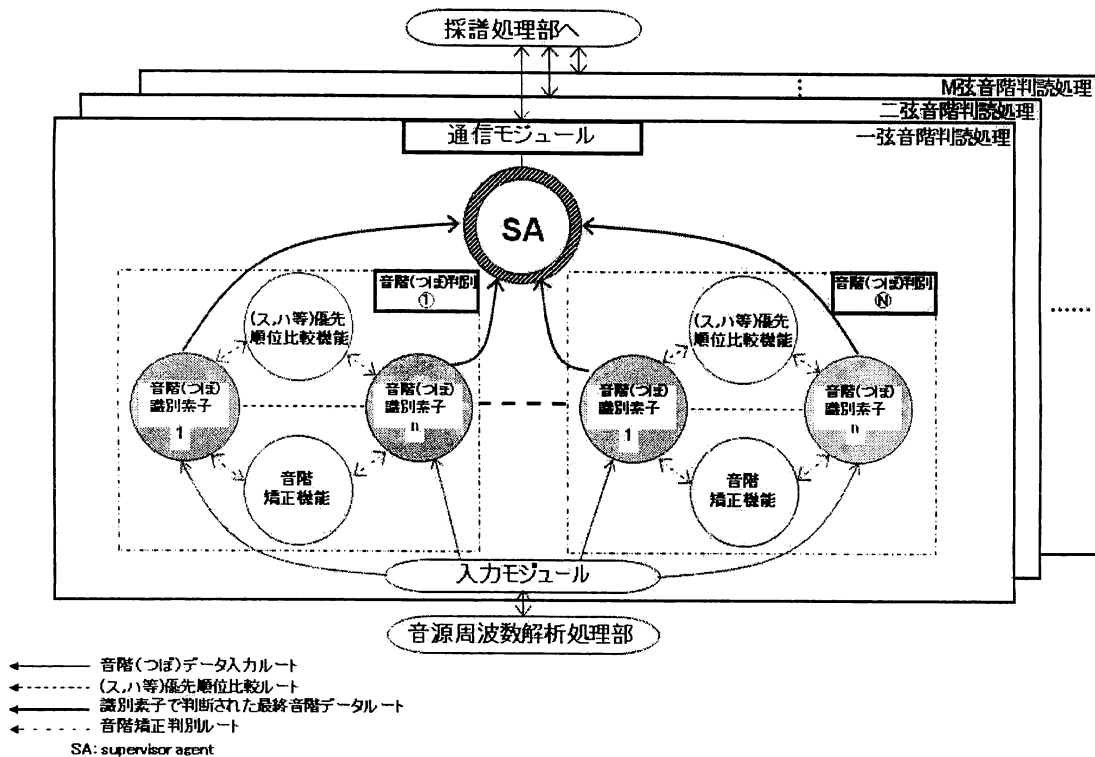 採譜処理部へ
M弦音階判読処理
二弦音階判読処理
一弦音階判読処理
通信モジュール
SA
音階(つぼ)判別
①
音階(つぼ)判別
Ⓝ
(ス,ハ等)優先
順位比較機能
(ス,ハ等)優先
順位比較機能
音階(つぼ)
識別素子
1
音階(つぼ)
識別素子
n
音階(つぼ)
識別素子
1
音階(つぼ)
識別素子
n
音階
矯正機能
音階
矯正機能
入力モジュール
音源周波数解析処理部
音階(つぼ)データ入力ルート
(ス,ハ等)優先順位比較ルート
識別素子で判断された最終音階データルート
音階矯正判別ルート
SA: supervisor agent